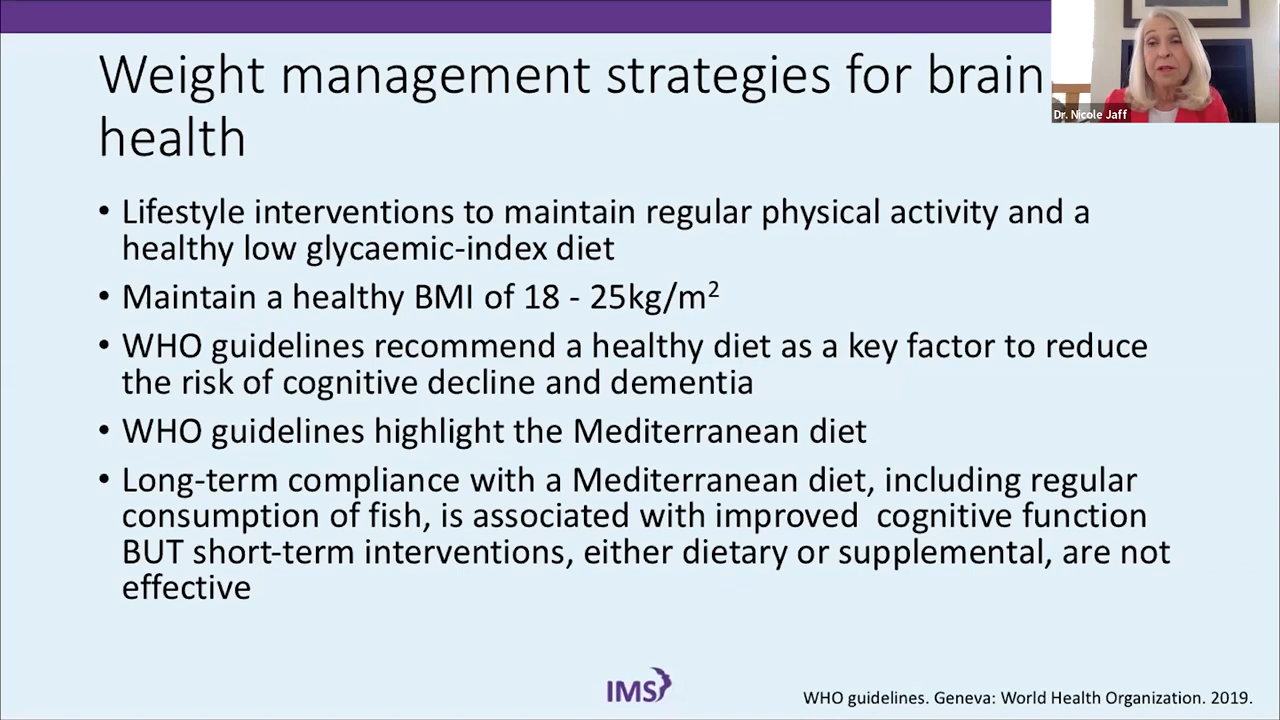 Weight management strategies for brain
health
Dr. Nicole Jaff
• Lifestyle interventions to maintain regular physical activity and a
healthy low glycaemic-index diet
• Maintain a healthy BMI of 18 - 25kg/m²
• WHO guidelines recommend a healthy diet as a key factor to reduce
the risk of cognitive decline and dementia
• WHO guidelines highlight the Mediterranean diet
• Long-term compliance with a Mediterranean diet, including regular
consumption of fish, is associated with improved  cognitive function
BUT short-term interventions, either dietary or supplemental, are not
effective
IMS
WHO guidelines. Geneva: World Health Organization. 2019.